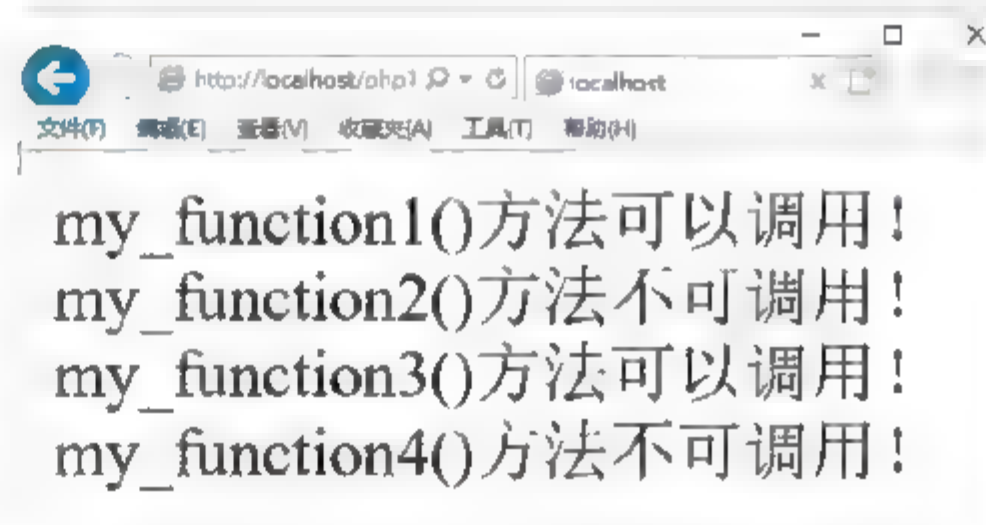 http://localhost/php1
localhost
文件(F) 编辑(E) 查看(V) 收藏夹(A) 工具(T) 帮助(H)
my_function1()方法可以调用!
my_function2()方法不可调用!
my_function3()方法可以调用!
my_function4()方法不可调用!